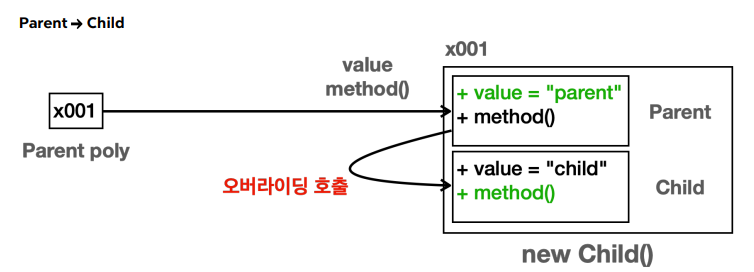 Parent → Child
x001
value
method()
x001
+ value = "parent"
+ method()
Parent
Parent poly
오버라이딩 호출
+ value = "child"
+ method()
Child
new Child()